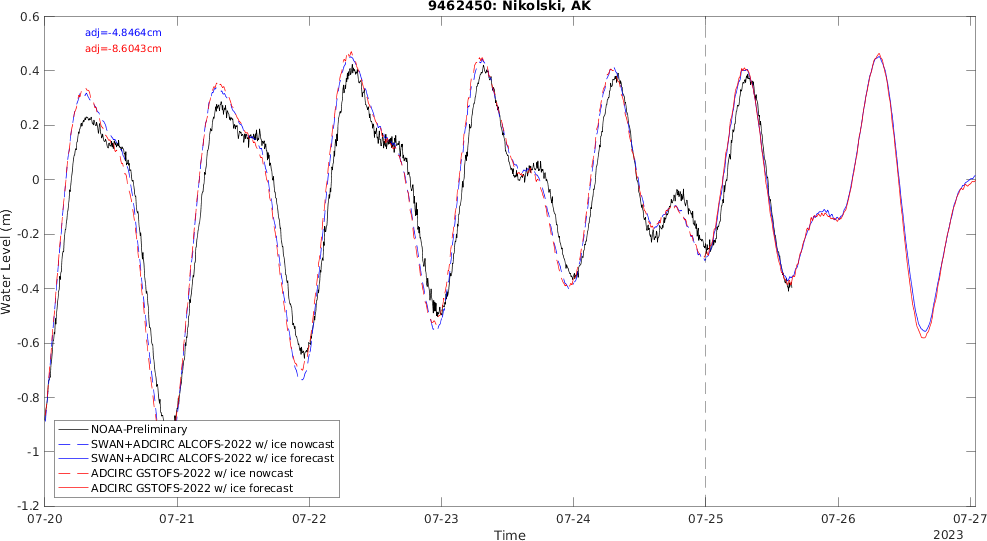 9462450: Nikolski, AK
adj=-4.8464cm
adj=-8.6043cm
Water Level (m)
0.6
0.4
0.2
0
-0.2
-0.4
-0.6
-0.8
-1
-1.2
NOAA-Preliminary
SWAN+ADCIRC ALCOFS-2022 w/ ice nowcast
SWAN+ADCIRC ALCOFS-2022 w/ ice forecast
ADCIRC GSTOFS-2022 w/ ice nowcast
ADCIRC GSTOFS-2022 w/ ice forecast
07-20 07-21 07-22 07-23 07-24 07-25 07-26 07-27
Time
2023